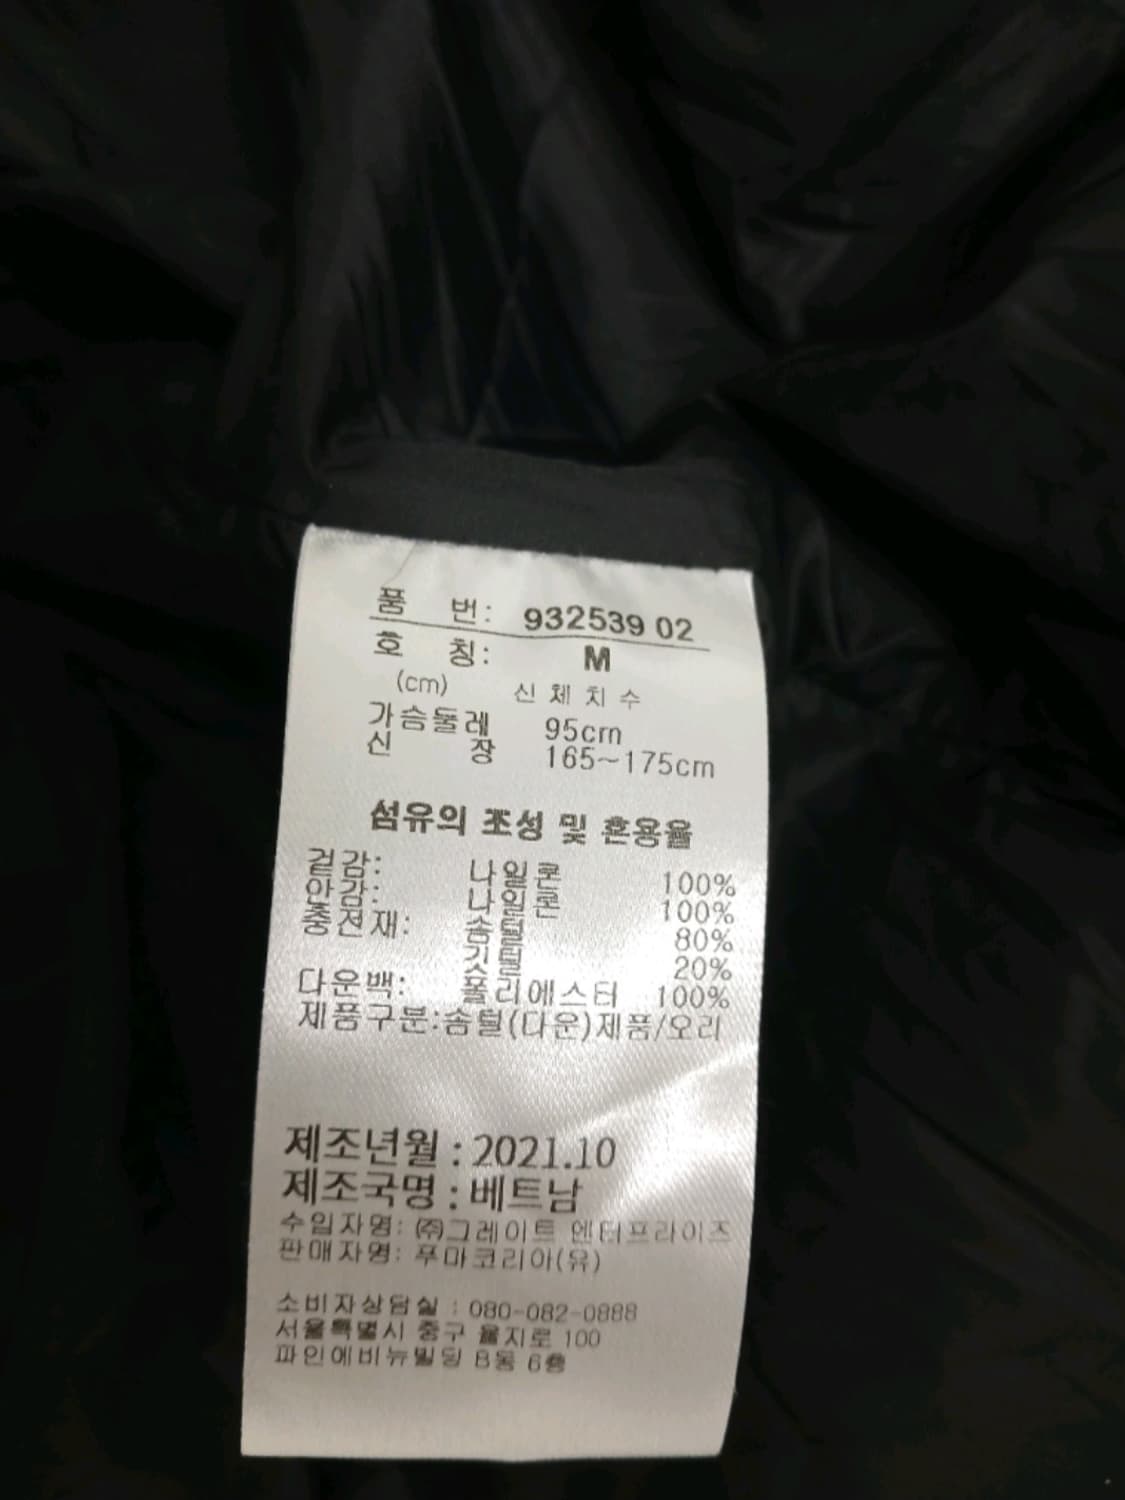 품 번: 932539 02
호 칭: M
(cm) 신 체 치 수
가슴둘레 95cm
신 장 165~175cm
섬유의 조성 및 혼용율
겉감: 나일론 100%
안감: 나일론 100%
충전재: 솜털 80%
깃털 20%
다운백: 폴리에스터 100%
제품구분:솜털(다운)제품/오리
제조년월 : 2021.10
제조국명 : 베트남
수입자명: ㈜그레이트 엔터프라이즈
판매자명: 푸마코리아(유)
소비자상담실 : 080-082-0888
서울특별시 중구 을지로 100
파인에비뉴빌딩 B동 6층